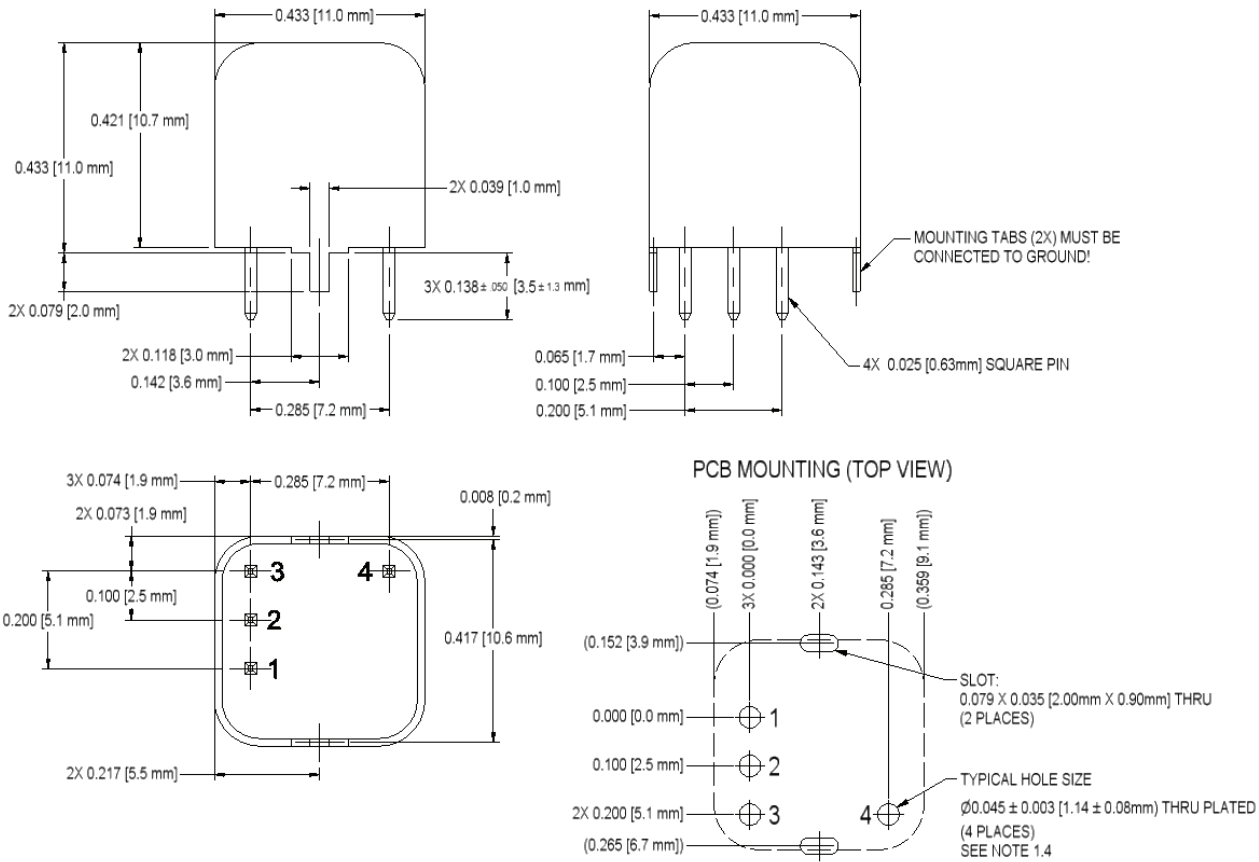 0.433 [11.0 mm]
0.433 [11.0 mm]
0.421 [10.7 mm]
0.433 [11.0 mm]
2X 0.039 [1.0 mm]
MOUNTING TABS (2X) MUST BE
CONNECTED TO GROUND!
3X 0.138± .050 [3.5± 1.3 mm]
2X 0.079 [2.0 mm]
2X 0.118 [3.0 mm]
0.142 [3.6 mm]
0.285 [7.2 mm]
0.065 [1.7 mm]
4X 0.025 [0.63mm] SQUARE PIN
0.100 [2.5 mm]
0.200 [5.1 mm]
3X 0.074 [1.9 mm]
0.285 [7.2 mm]
0.008 [0.2 mm]
2X 0.073 [1.9 mm]
3
4
0.100 [2.5 mm]
0.200 [5.1 mm]
2
0.417 [10.6 mm]
1
2X 0.217 [5.5 mm]
PCB MOUNTING (TOP VIEW)
(0.074 [1.9 mm])
3X 0.000 [0.0 mm]
2X 0.143 [3.6 mm]
0.285 [7.2 mm]
(0.359 [9.1 mm])
(0.152 [3.9 mm])
SLOT:
0.079 X 0.035 [2.00mm X 0.90mm] THRU
(2 PLACES)
0.000 [0.0 mm]
1
0.100 [2.5 mm]
2
TYPICAL HOLE SIZE
Ø0.045 ± 0.003 [1.14 ± 0.08mm) THRU PLATED
(4 PLACES)
SEE NOTE 1.4
2X 0.200 [5.1 mm]
3
4
(0.265 [6.7 mm])